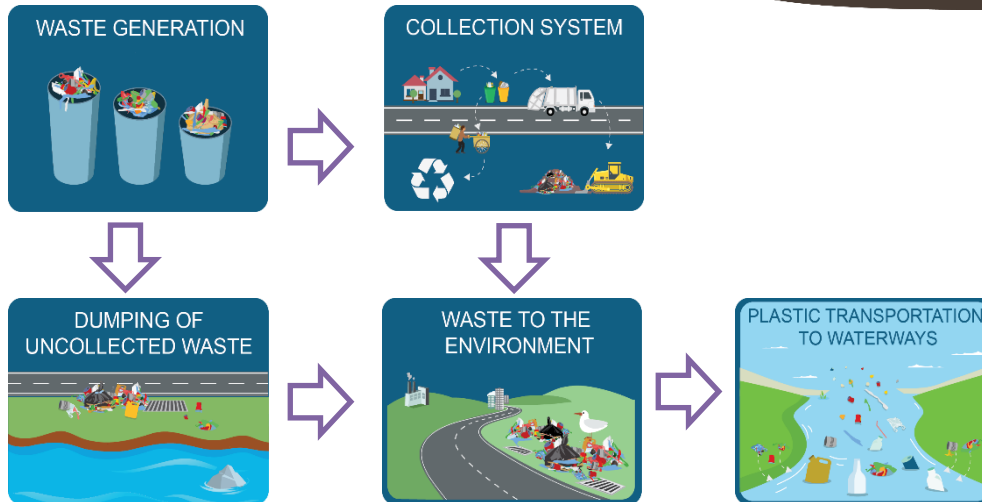 WASTE GENERATION
COLLECTION SYSTEM
DUMPING OF
UNCOLLECTED WASTE
WASTE TO THE
ENVIRONMENT
PLASTIC TRANSPORTATION
TO WATERWAYS